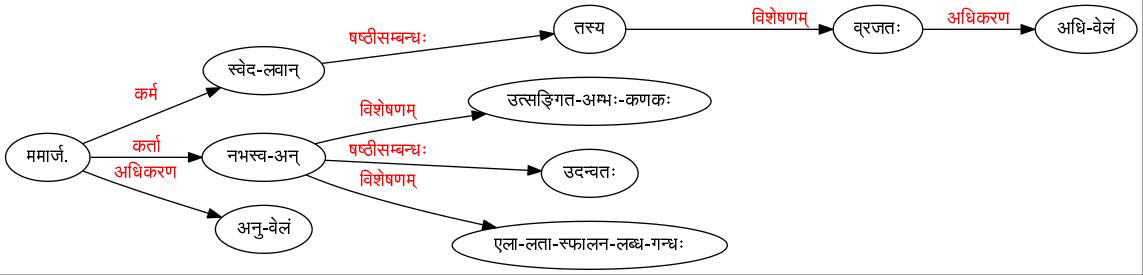 विशेषणम् अधिकरण
तस्य व्रजतः अधि-वेलं
षष्ठीसम्बन्धः
स्वेद-लवान्
कर्म
विशेषणम् उत्सङ्गित-अम्भः-कणकः
ममार्ज. कर्ता नभस्व-अन् षष्ठीसम्बन्धः
अधिकरण उदन्वतः
विशेषणम्
अनु-वेलं
एला-लता-स्फालन-लब्ध-गन्धः